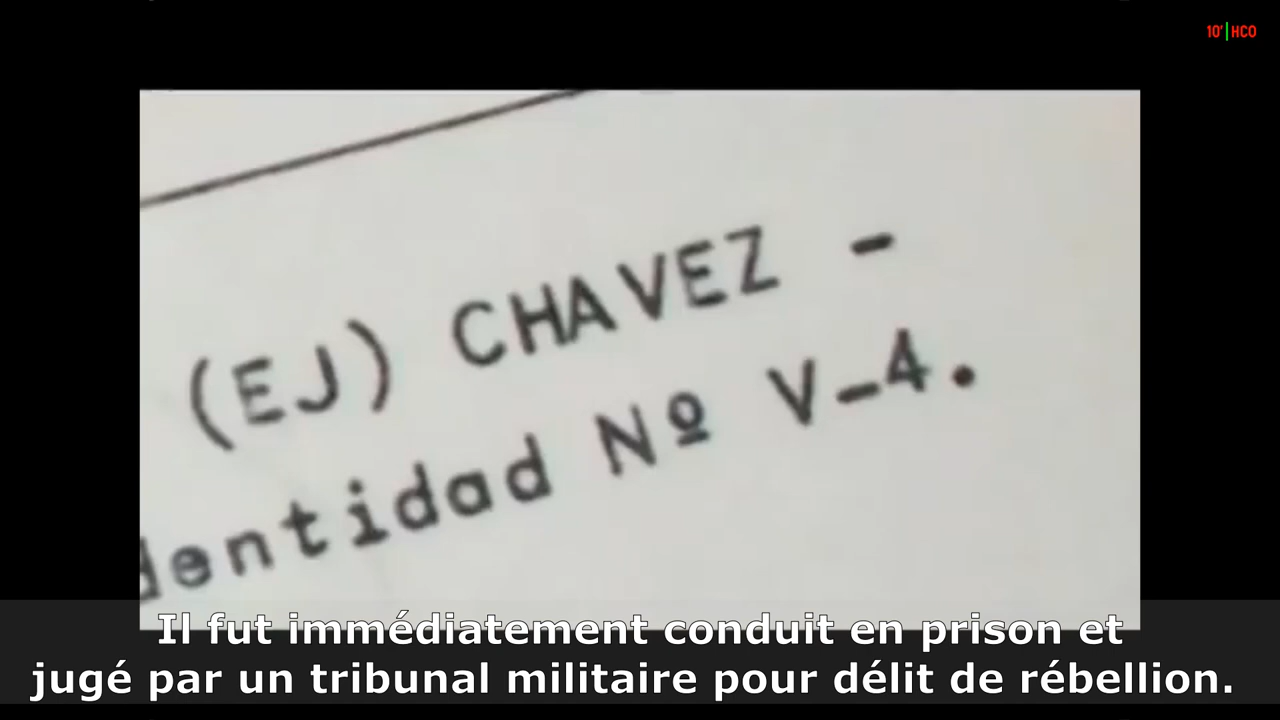 10'|HCO
(EJ) CHAVEZ -
dentidad Nº V-4.
Il fut immédiatement conduit en prison et
jugé par un tribunal militaire pour délit de rébellion.